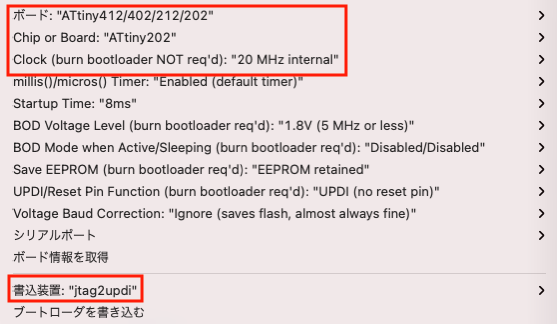 ボード: "ATtiny412/402/212/202"
Chip or Board: "ATtiny202"
Clock (burn bootloader NOT req'd): "20 MHz internal"
millis()/micros() Timer: "Enabled (default timer)"
Startup Time: "8ms"
BOD Voltage Level (burn bootloader req'd): "1.8V (5 MHz or less)"
BOD Mode when Active/Sleeping (burn bootloader req'd): "Disabled/Disabled"
Save EEPROM (burn bootloader req'd): "EEPROM retained"
UPDI/Reset Pin Function (burn bootloader req'd): "UPDI (no reset pin)"
Voltage Baud Correction: "Ignore (saves flash, almost always fine)"
シリアルポート
ボード情報を取得
書込装置: "jtag2updi"
ブートローダを書き込む